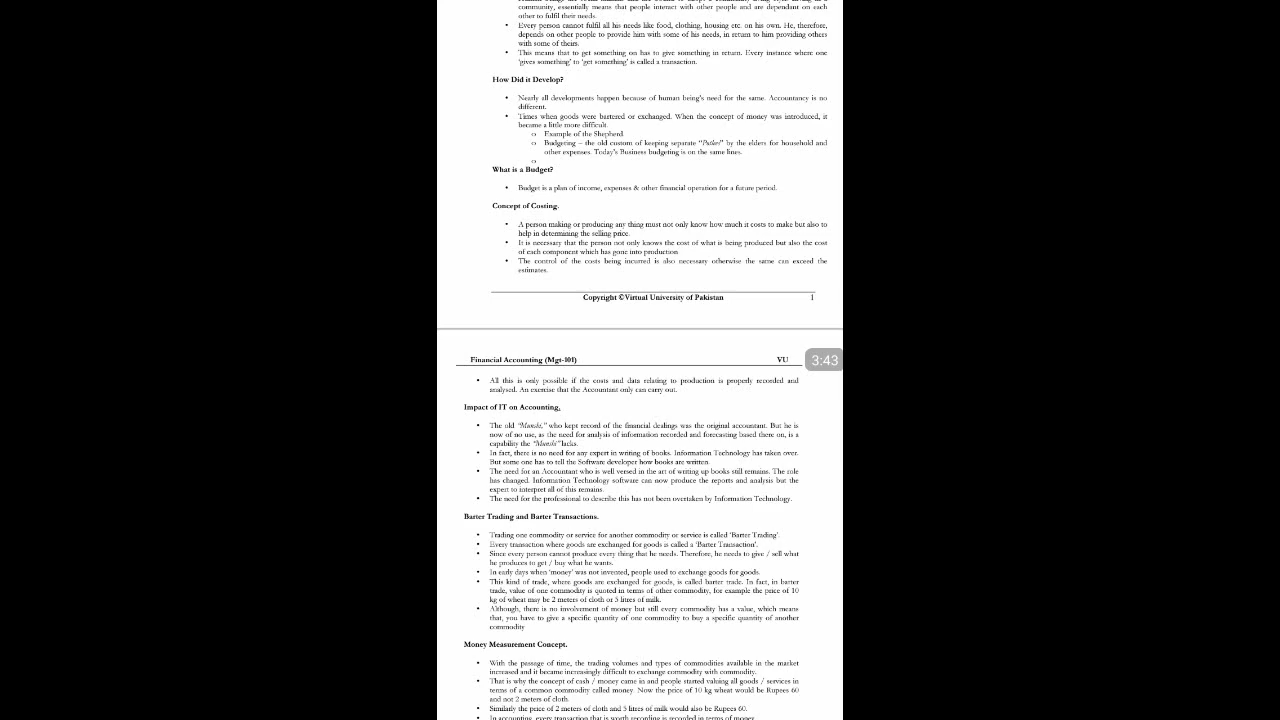 community, essentially means that people interact with other people and are dependant on each
other to fulfil their needs.
• Every person cannot fulfil all his needs like food, clothing, housing etc. on his own. He, therefore,
depends on other people to provide him with some of his needs, in return to him providing others
with some of theirs.
• This means that to get something on has to give something in return. Every instance where one
'gives something' to 'get something' is called a transaction.
How Did it Develop?
• Nearly all developments happen because of human being's need for the same. Accountancy is no
different.
• Times when goods were bartered or exchanged. When the concept of money was introduced, it
became a little more difficult.
o Example of the Shepherd.
o Budgeting – the old custom of keeping separate "Potlies" by the elders for household and
other expenses. Today's Business budgeting is on the same lines.
o
What is a Budget?
• Budget is a plan of income, expenses & other financial operation for a future period.
Concept of Costing.
• A person making or producing any thing must not only know how much it costs to make but also to
help in determining the selling price.
• It is necessary that the person not only knows the cost of what is being produced but also the cost
of each component which has gone into production
• The control of the costs being incurred is also necessary otherwise the same can exceed the
estimates.
Copyright ©Virtual University of Pakistan 1
Financial Accounting (Mgt-101) VU
3:43
• All this is only possible if the costs and data relating to production is properly recorded and
analysed. An exercise that the Accountant only can carry out.
Impact of IT on Accounting,
• The old "Munshi," who kept record of the financial dealings was the original accountant. But he is
now of no use, as the need for analysis of information recorded and forecasting based there on, is a
capability the "Munshi" lacks.
• In fact, there is no need for any expert in writing of books. Information Technology has taken over.
But some one has to tell the Software developer how books are written.
• The need for an Accountant who is well versed in the art of writing up books still remains. The role
has changed. Information Technology software can now produce the reports and analysis but the
expert to interpret all of this remains.
• The need for the professional to describe this has not been overtaken by Information Technology.
Barter Trading and Barter Transactions.
• Trading one commodity or service for another commodity or service is called 'Barter Trading'.
• Every transaction where goods are exchanged for goods is called a 'Barter Transaction'.
• Since every person cannot produce every thing that he needs. Therefore, he needs to give / sell what
he produces to get / buy what he wants.
• In early days when 'money' was not invented, people used to exchange goods for goods.
• This kind of trade, where goods are exchanged for goods, is called barter trade. In fact, in barter
trade, value of one commodity is quoted in terms of other commodity, for example the price of 10
kg of wheat may be 2 meters of cloth or 5 litres of milk.
• Although, there is no involvement of money but still every commodity has a value, which means
that, you have to give a specific quantity of one commodity to buy a specific quantity of another
commodity
Money Measurement Concept.
• With the passage of time, the trading volumes and types of commodities available in the market
increased and it became increasingly difficult to exchange commodity with commodity.
• That is why the concept of cash / money came in and people started valuing all goods / services in
terms of a common commodity called money. Now the price of 10 kg wheat would be Rupees 60
and not 2 meters of cloth.
• Similarly the price of 2 meters of cloth and 5 litres of milk would also be Rupees 60.
• In accounting, every transaction that is worth recording is recorded in terms of money.